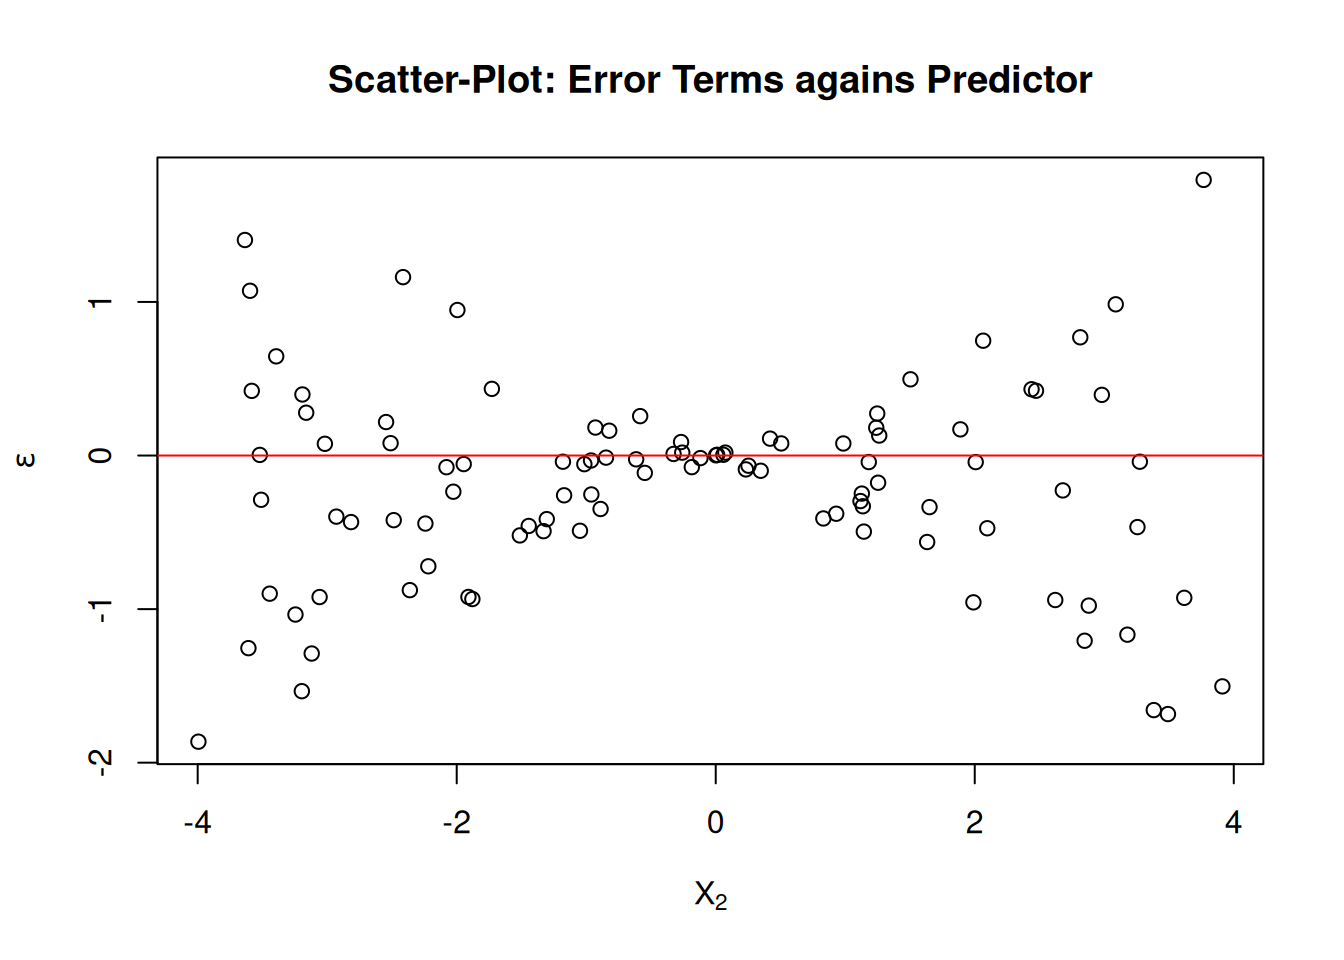 Scatter-Plot: Error Terms agains Predictor
ε
1
0
-1
-2
-4 -2 0 2 4
X₂